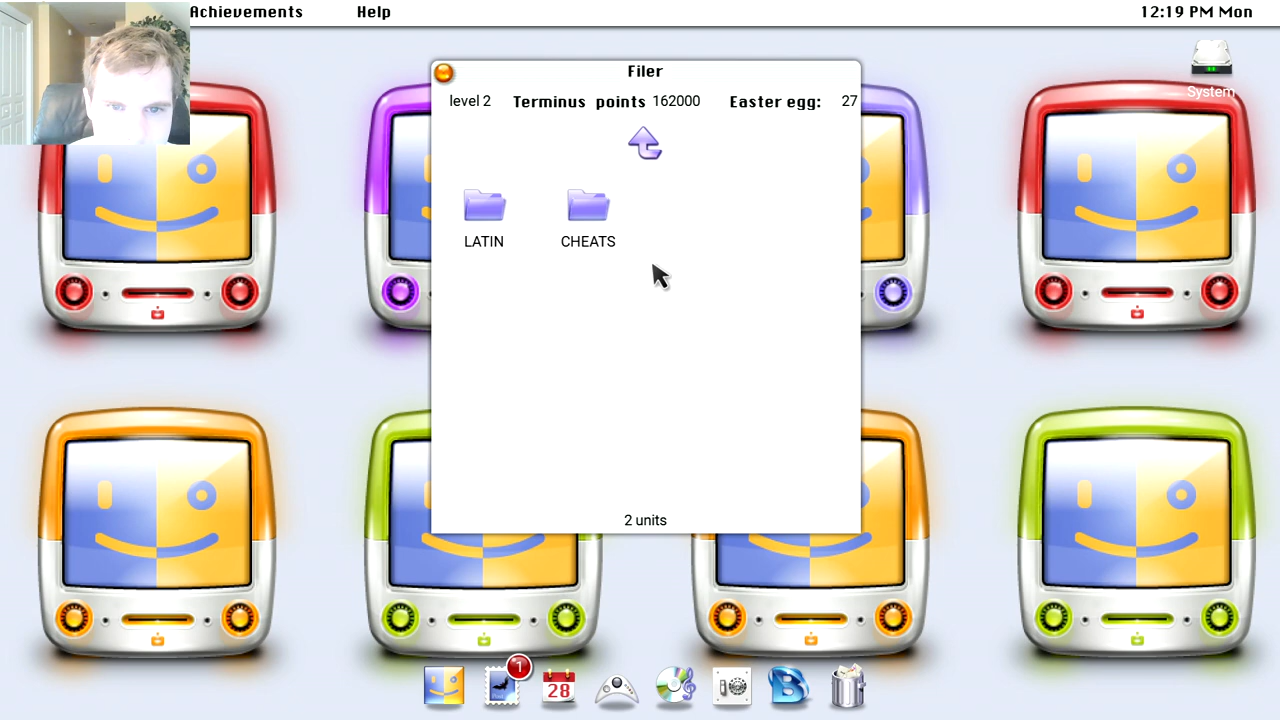 Achievements Help 12:19 PM Mon
System
Filer
level 2 Terminus points 162000 Easter egg: 27
LATIN CHEATS
2 units
1
28
B